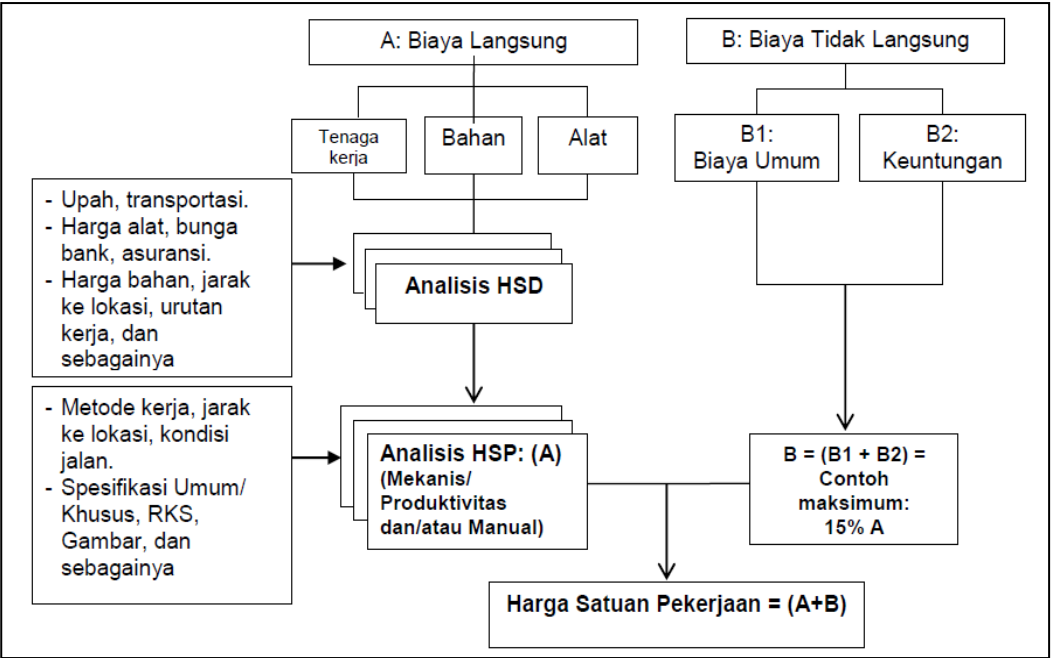 A: Biaya Langsung
B: Biaya Tidak Langsung
Tenaga
kerja
Bahan
Alat
B1:
Biaya Umum
B2:
Keuntungan
- Upah, transportasi.
- Harga alat, bunga
bank, asuransi.
- Harga bahan, jarak
ke lokasi, urutan
kerja, dan
sebagainya
Analisis HSD
- Metode kerja, jarak
ke lokasi, kondisi
jalan.
- Spesifikasi Umum/
Khusus, RKS,
Gambar, dan
sebagainya
Analisis HSP: (A)
(Mekanis/
Produktivitas
dan/atau Manual)
B = (B1 + B2) =
Contoh
maksimum:
15% A
Harga Satuan Pekerjaan = (A+B)